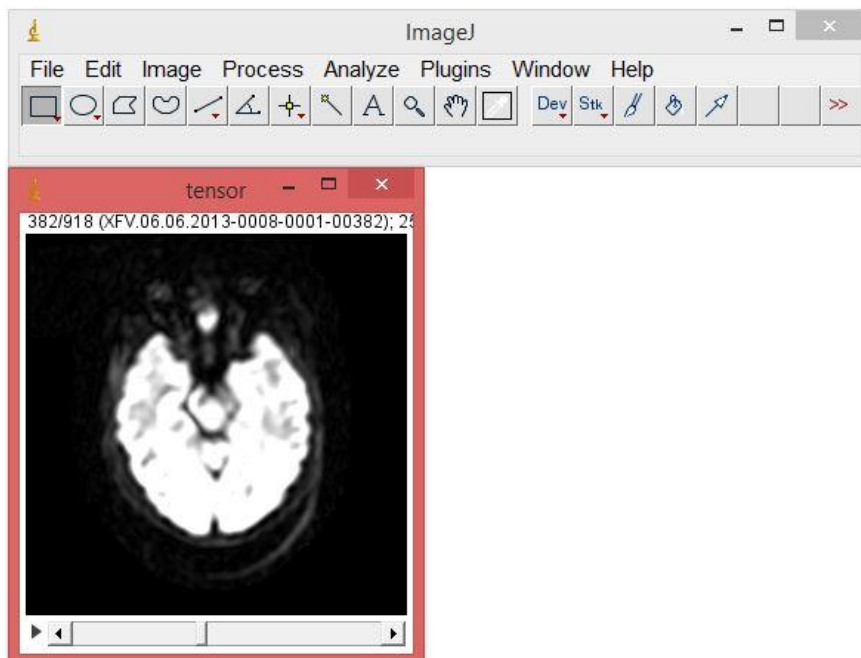 ImageJ
File Edit Image Process Analyze Plugins Window Help
A Dev Stk >>
tensor
382/918 (XFV.06.06.2013-0008-0001-00382); 25